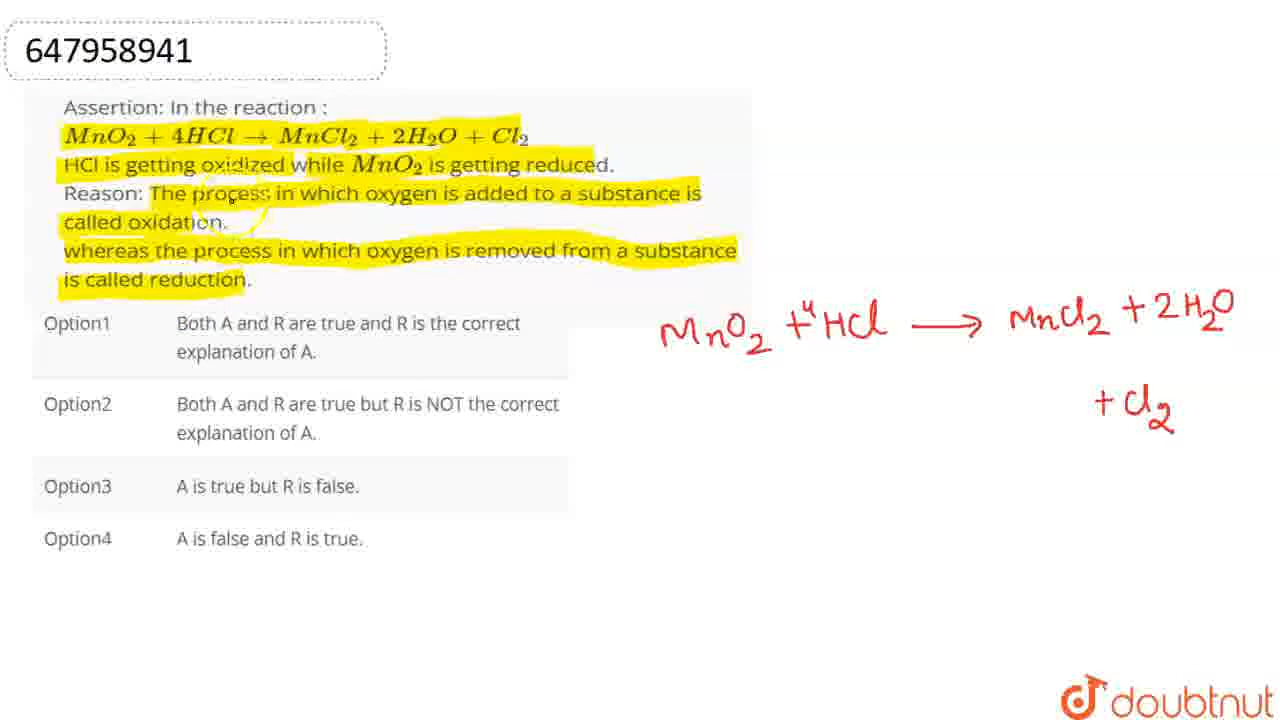 647958941
Assertion: In the reaction :
MnO₂ + 4HCl → MnCl₂ + 2H₂O + Cl₂
HCl is getting oxidized while MnO₂ is getting reduced.
Reason: The process in which oxygen is added to a substance is
called oxidation.
whereas the process in which oxygen is removed from a substance
is called reduction.
Option1 Both A and R are true and R is the correct
explanation of A.
Option2 Both A and R are true but R is NOT the correct
explanation of A.
Option3 A is true but R is false.
Option4 A is false and R is true.
MnO₂ + 4HCl → MnCl₂ + 2H₂O
+ Cl₂
doubtnut